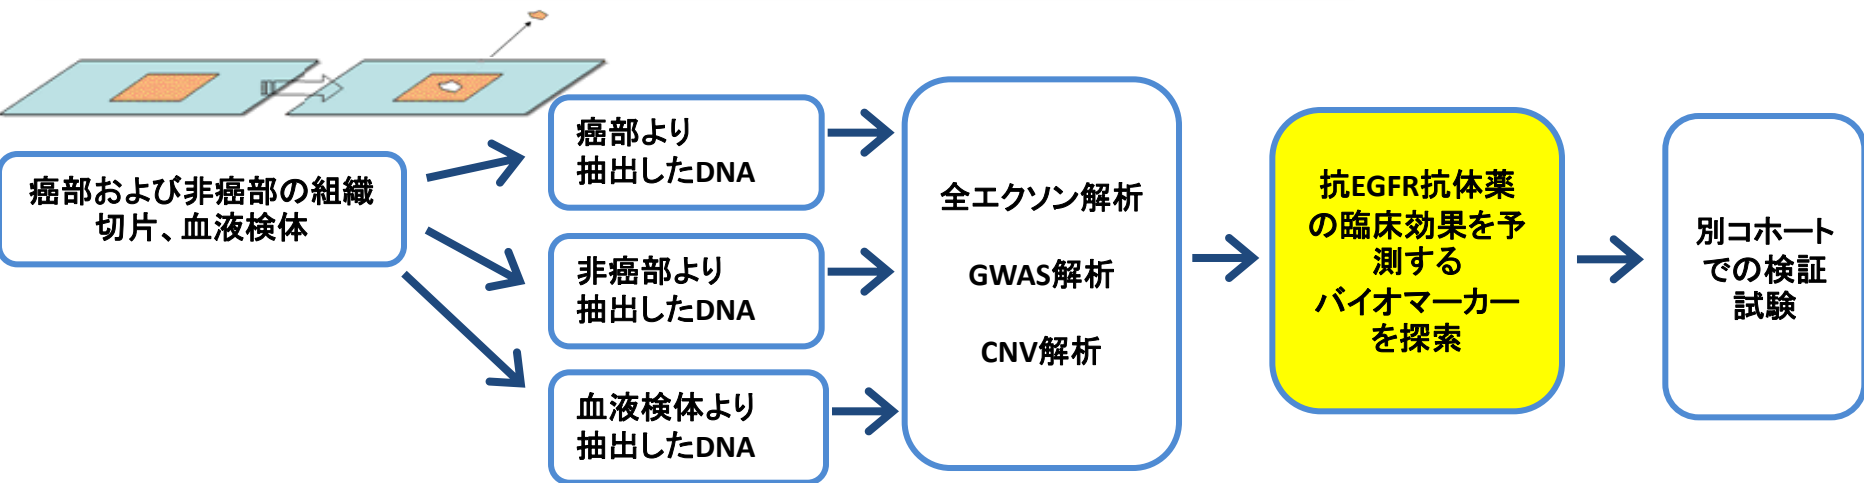 癌部および非癌部の組織
切片、血液検体
癌部より
抽出したDNA
非癌部より
抽出したDNA
血液検体より
抽出したDNA
全エクソン解析
GWAS解析
CNV解析
抗EGFR抗体薬
の臨床効果を予
測する
バイオマーカー
を探索
別コホート
での検証
試験